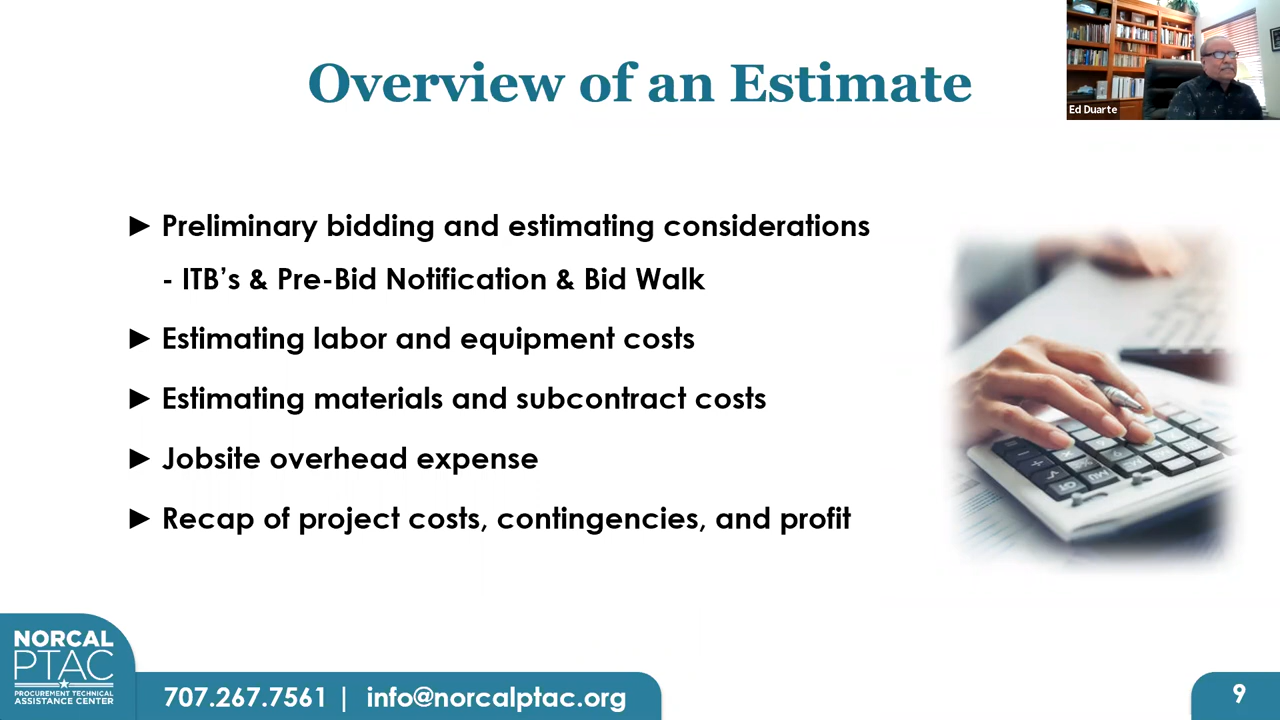 Overview of an Estimate
Ed Duarte
► Preliminary bidding and estimating considerations
- ITB's & Pre-Bid Notification & Bid Walk
► Estimating labor and equipment costs
► Estimating materials and subcontract costs
► Jobsite overhead expense
► Recap of project costs, contingencies, and profit
NORCAL
PTAC
PROCUREMENT TECHNICAL
ASSISTANCE CENTER
707.267.7561 | info@norcalptac.org
9